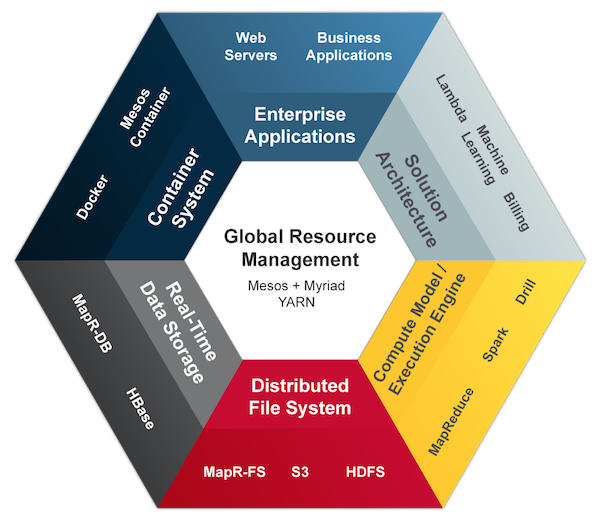 Web
Servers
Business
Applications
Enterprise
Applications
Lambda
Machine
Learning
Billing
Solution
Architecture
Mesos
Container
Docker
Container
System
Global Resource
Management
Mesos + Myriad
YARN
Real-Time
Data Storage
MapR-DB
HBase
Compute Model /
Execution Engine
Drill
Spark
MapReduce
Distributed
File System
MapR-FS
S3
HDFS